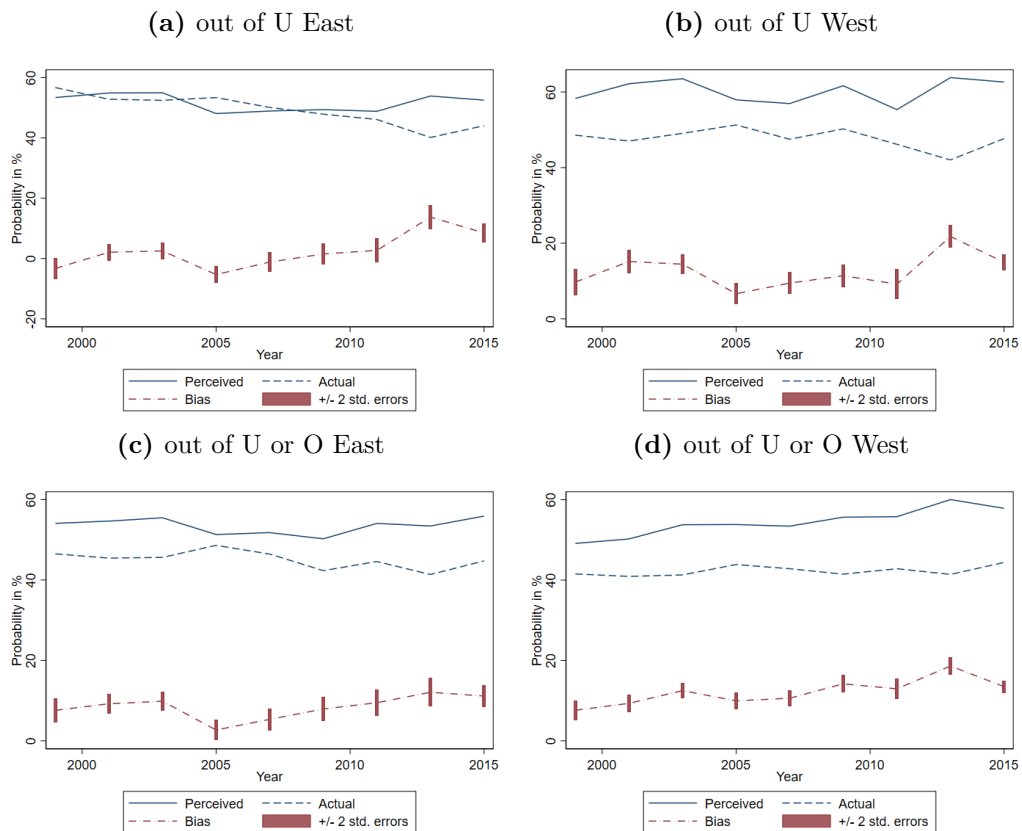 (a) out of U East
(b) out of U West
Probability in %
60
40
20
0
-20
2000
2005
2010
2015
Year
Perceived
Actual
Bias
+/- 2 std. errors
Probability in %
60
40
20
0
2000
2005
2010
2015
Year
Perceived
Actual
Bias
+/- 2 std. errors
(c) out of U or O East
(d) out of U or O West
Probability in %
60
40
20
0
2000
2005
2010
2015
Year
Perceived
Actual
Bias
+/- 2 std. errors
Probability in %
60
40
20
0
2000
2005
2010
2015
Year
Perceived
Actual
Bias
+/- 2 std. errors